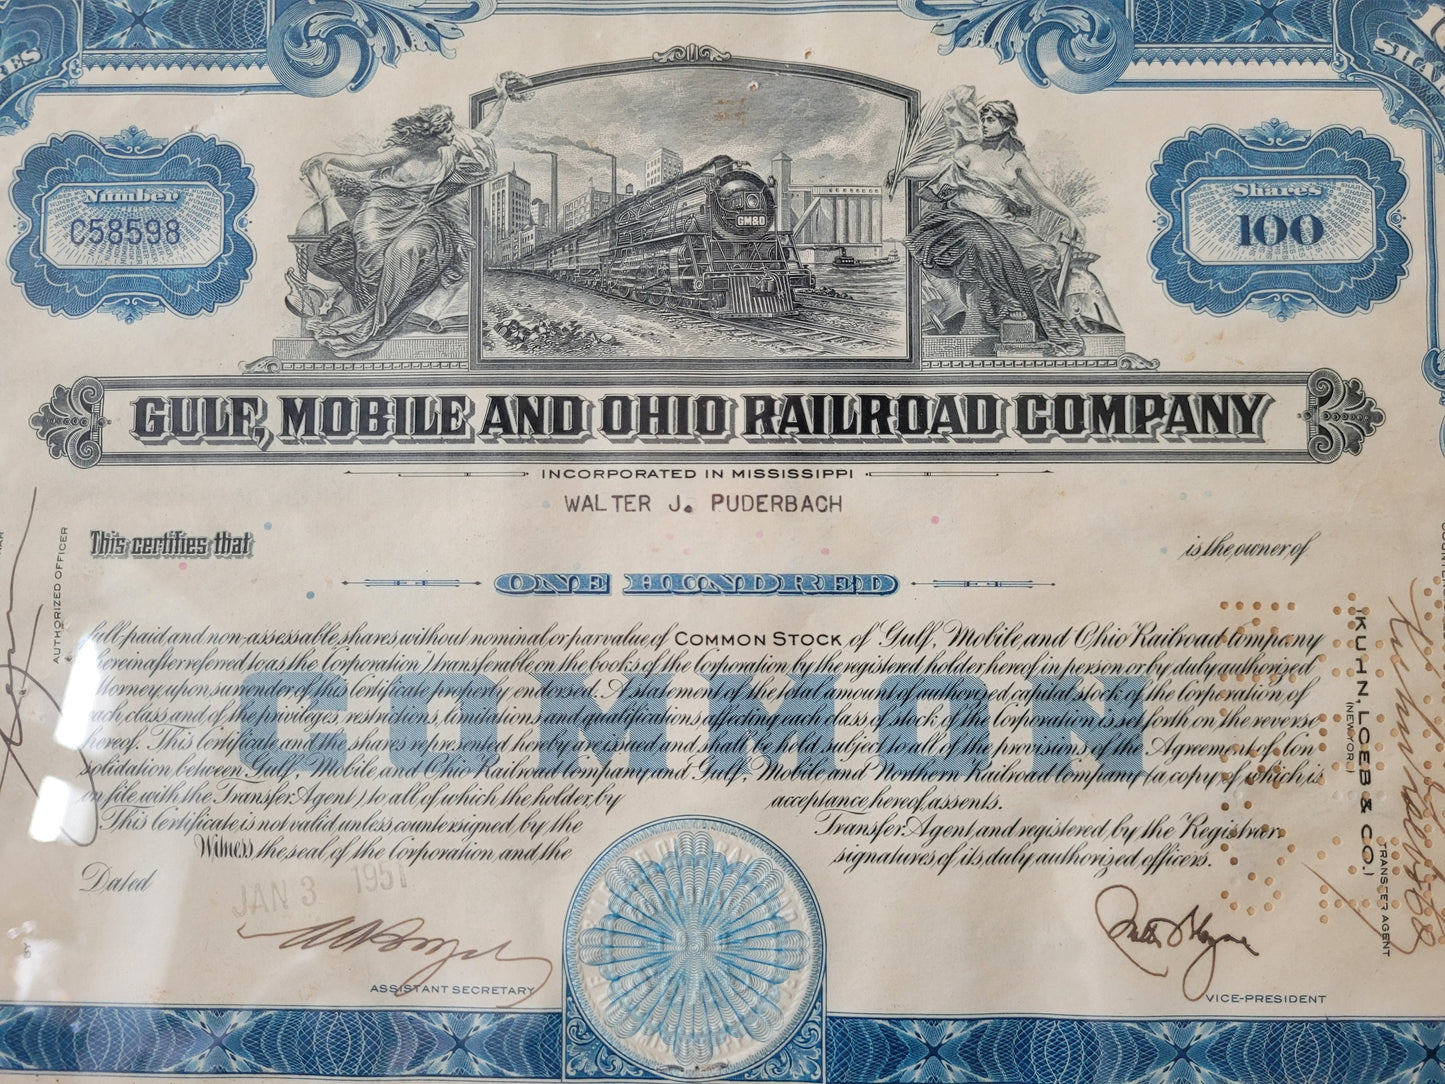 SHARES
Number
C58598
GM&O
Shares
100
GULF, MOBILE AND OHIO RAILROAD COMPANY
INCORPORATED IN MISSISSIPPI
WALTER J. PUDERBACH
This certifies that
is the owner of
ONE HUNDRED
full-paid and non-assessable shares without nominal or par value of COMMON STOCK of Gulf, Mobile and Ohio Railroad Company
(hereinafter referred to as the Corporation) transferable on the books of the Corporation by the registered holder hereof in person or by duly authorized
attorney upon surrender of this Certificate properly endorsed. A statement of the total amount of authorized capital stock of the Corporation of
each class and of the privileges, restrictions, limitations and qualifications affecting each class of stock of the Corporation is set forth on the reverse
hereof. This Certificate and the shares represented hereby are issued and shall be held subject to all of the provisions of the Agreement of Con-
solidation between Gulf, Mobile and Ohio Railroad Company and Gulf, Mobile and Northern Railroad Company (a copy of which is
on file with the Transfer Agent) to all of which the holder, by acceptance hereof, assents.
COMMON
This Certificate is not valid unless countersigned by the Transfer Agent and registered by the Registrar.
Witness the seal of the Corporation and the signatures of its duly authorized officers.
Dated
JAN 3 1951
ASSISTANT SECRETARY
VICE-PRESIDENT
AUTHORIZED OFFICER
BY
KUHN, LOEB & CO.
(NEW YORK)
TRANSFER AGENT